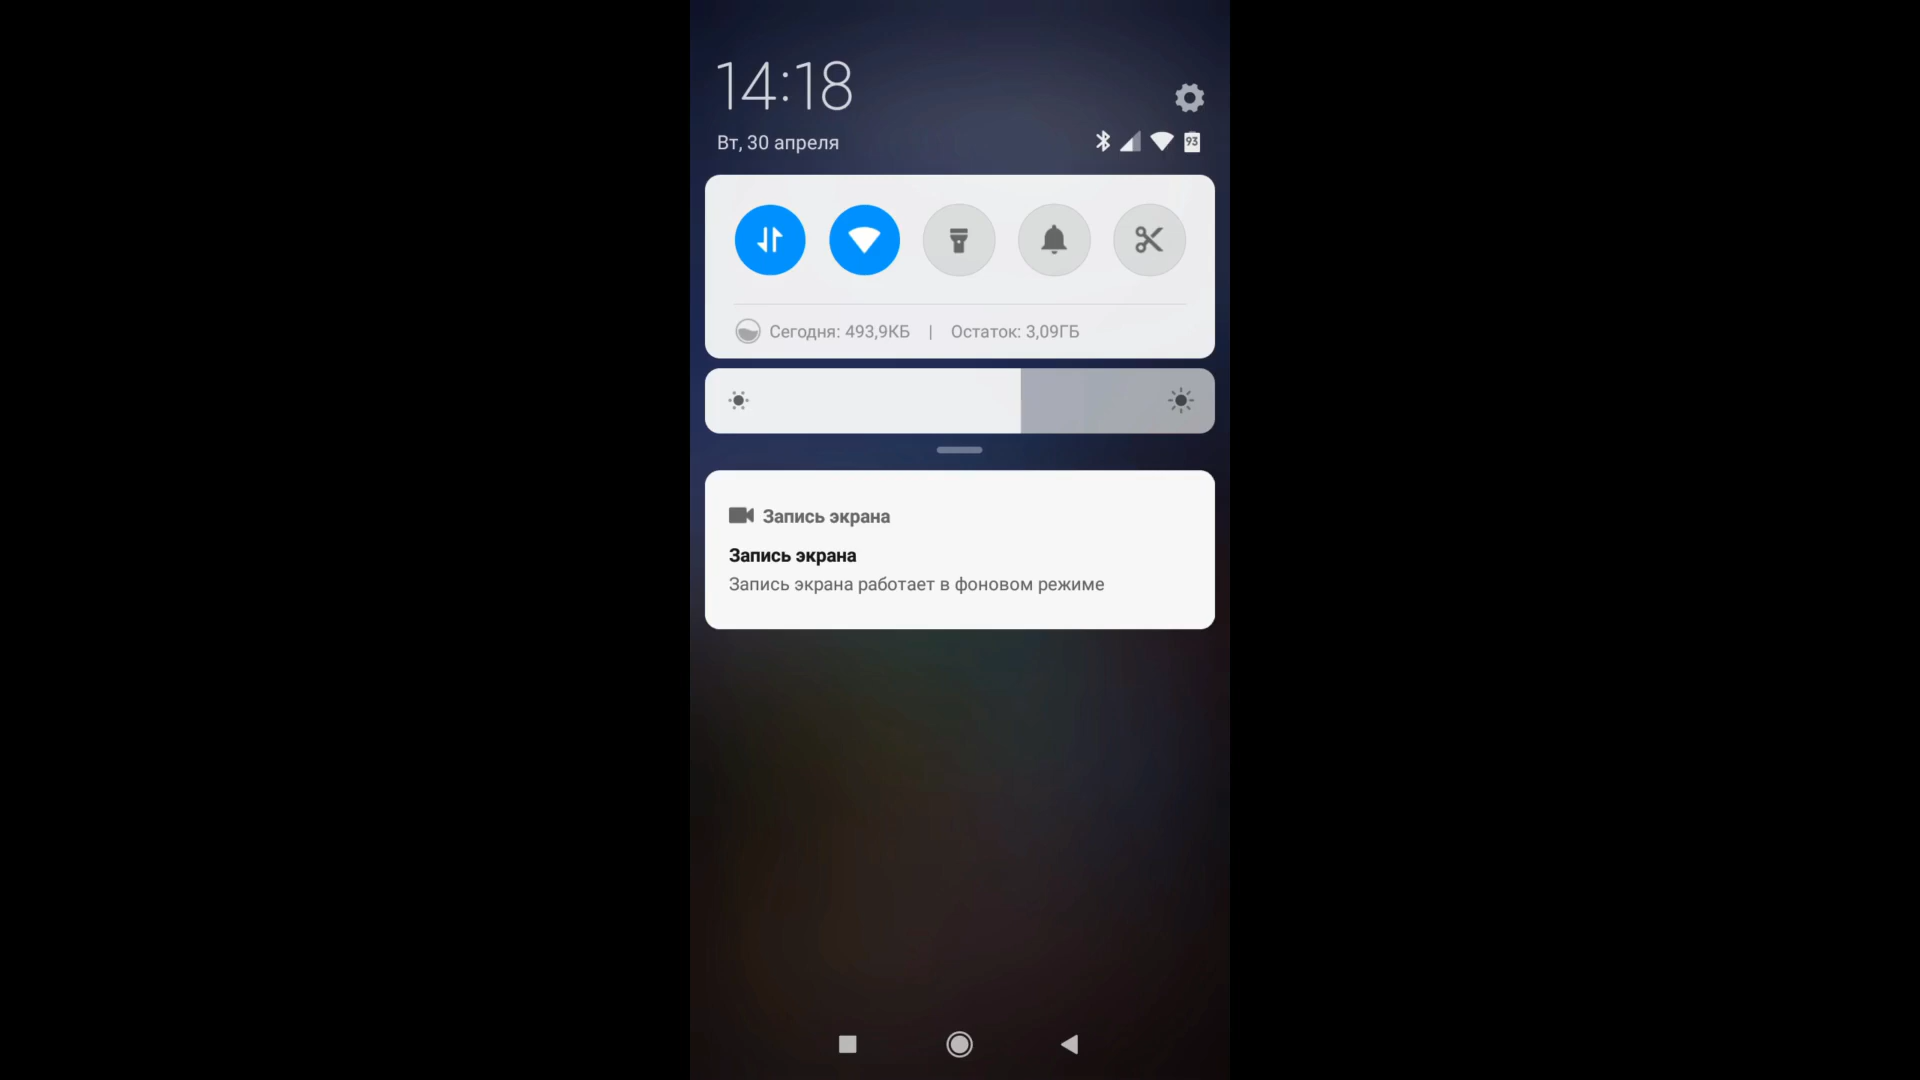 14:18
Вт, 30 апреля
93
Сегодня: 493,9КБ | Остаток: 3,09ГБ
Запись экрана
Запись экрана
Запись экрана работает в фоновом режиме